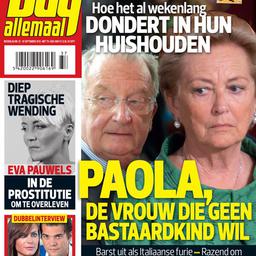 DAG
allemaal
Hoe het al wekenlang
DONDERT IN HUN
HUISHOUDEN
5420022906169
DIEP
TRAGISCHE
WENDING
EVA PAUWELS
IN DE
PROSTITUTIE
OM TE OVERLEVEN
DUBBELINTERVIEW
PAOLA,
DE VROUW DIE GEEN
BASTAARDKIND WIL
Barst uit als Italiaanse furie – Razend om